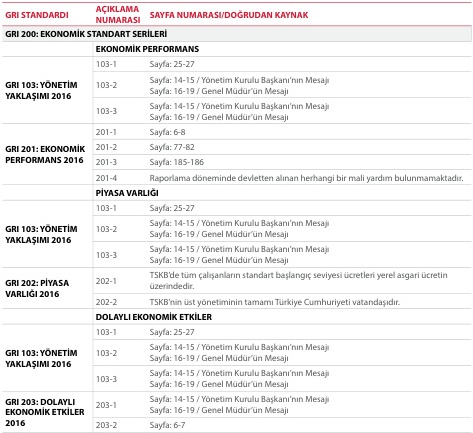 GRI STANDARDI
AÇIKLAMA
NUMARASI
SAYFA NUMARASI/DOĞRUDAN KAYNAK
GRI 200: EKONOMİK STANDART SERİLERİ
EKONOMİK PERFORMANS
GRI 103: YÖNETİM
YAKLAŞIMI 2016
103-1
Sayfa: 25-27
103-2
Sayfa: 14-15 / Yönetim Kurulu Başkanı’nın Mesajı
Sayfa: 16-19 / Genel Müdür’ün Mesajı
103-3
Sayfa: 14-15 / Yönetim Kurulu Başkanı’nın Mesajı
Sayfa: 16-19 / Genel Müdür’ün Mesajı
GRI 201: EKONOMİK
PERFORMANS 2016
201-1
Sayfa: 6-8
201-2
Sayfa: 77-82
201-3
Sayfa: 185-186
201-4
Raporlama döneminde devletten alınan herhangi bir mali yardım bulunmamaktadır.
PİYASA VARLIĞI
GRI 103: YÖNETİM
YAKLAŞIMI 2016
103-1
Sayfa: 25-27
103-2
Sayfa: 14-15 / Yönetim Kurulu Başkanı’nın Mesajı
Sayfa: 16-19 / Genel Müdür’ün Mesajı
103-3
Sayfa: 14-15 / Yönetim Kurulu Başkanı’nın Mesajı
Sayfa: 16-19 / Genel Müdür’ün Mesajı
GRI 202: PİYASA
VARLIĞI 2016
202-1
TSKB’de tüm çalışanların standart başlangıç seviyesi ücretleri yerel asgari ücretin
üzerindedir.
202-2
TSKB’nin üst yönetiminin tamamı Türkiye Cumhuriyeti vatandaşıdır.
DOLAYLI EKONOMİK ETKİLER
GRI 103: YÖNETİM
YAKLAŞIMI 2016
103-1
Sayfa: 25-27
103-2
Sayfa: 14-15 / Yönetim Kurulu Başkanı’nın Mesajı
Sayfa: 16-19 / Genel Müdür’ün Mesajı
103-3
Sayfa: 14-15 / Yönetim Kurulu Başkanı’nın Mesajı
Sayfa: 16-19 / Genel Müdür’ün Mesajı
GRI 203: DOLAYLI
EKONOMİK ETKİLER
2016
203-1
Sayfa: 14-15 / Yönetim Kurulu Başkanı’nın Mesajı
Sayfa: 16-19 / Genel Müdür’ün Mesajı
203-2
Sayfa: 6-7